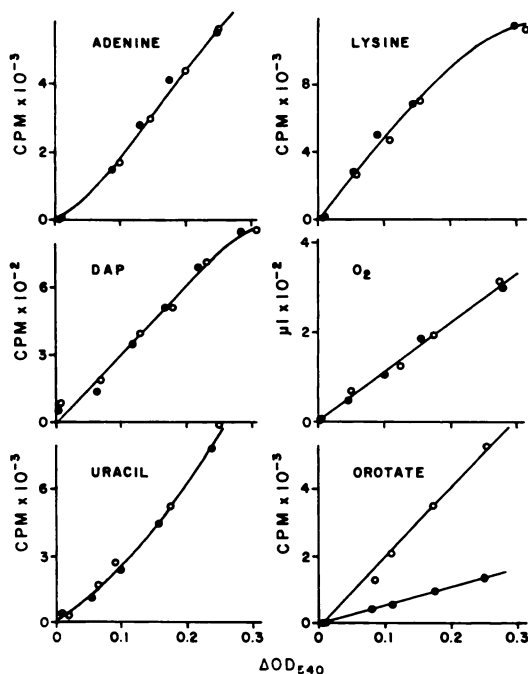 ADENINE
CPM x 10⁻³
4
2
0
LYSINE
CPM x 10⁻³
8
4
0
DAP
CPM x 10⁻²
6
3
0
O₂
µl x 10⁻²
4
2
0
URACIL
CPM x 10⁻³
6
3
0
0 0.1 0.2 0.3
OROTATE
CPM x 10⁻³
4
2
0
0 0.1 0.2 0.3
ΔOD₅₄₀